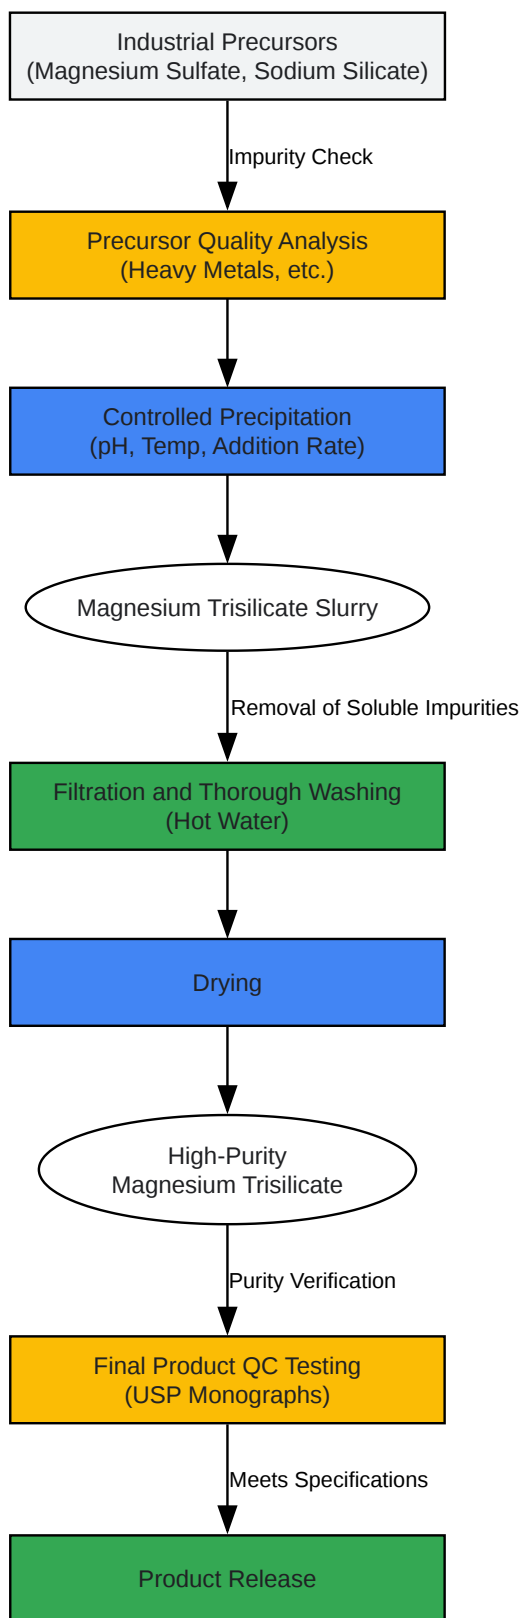 Industrial Precursors
(Magnesium Sulfate, Sodium Silicate)
Impurity Check
Precursor Quality Analysis
(Heavy Metals, etc.)
Controlled Precipitation
(pH, Temp, Addition Rate)
Magnesium Trisilicate Slurry
Removal of Soluble Impurities
Filtration and Thorough Washing
(Hot Water)
Drying
High-Purity
Magnesium Trisilicate
Purity Verification
Final Product QC Testing
(USP Monographs)
Meets Specifications
Product Release